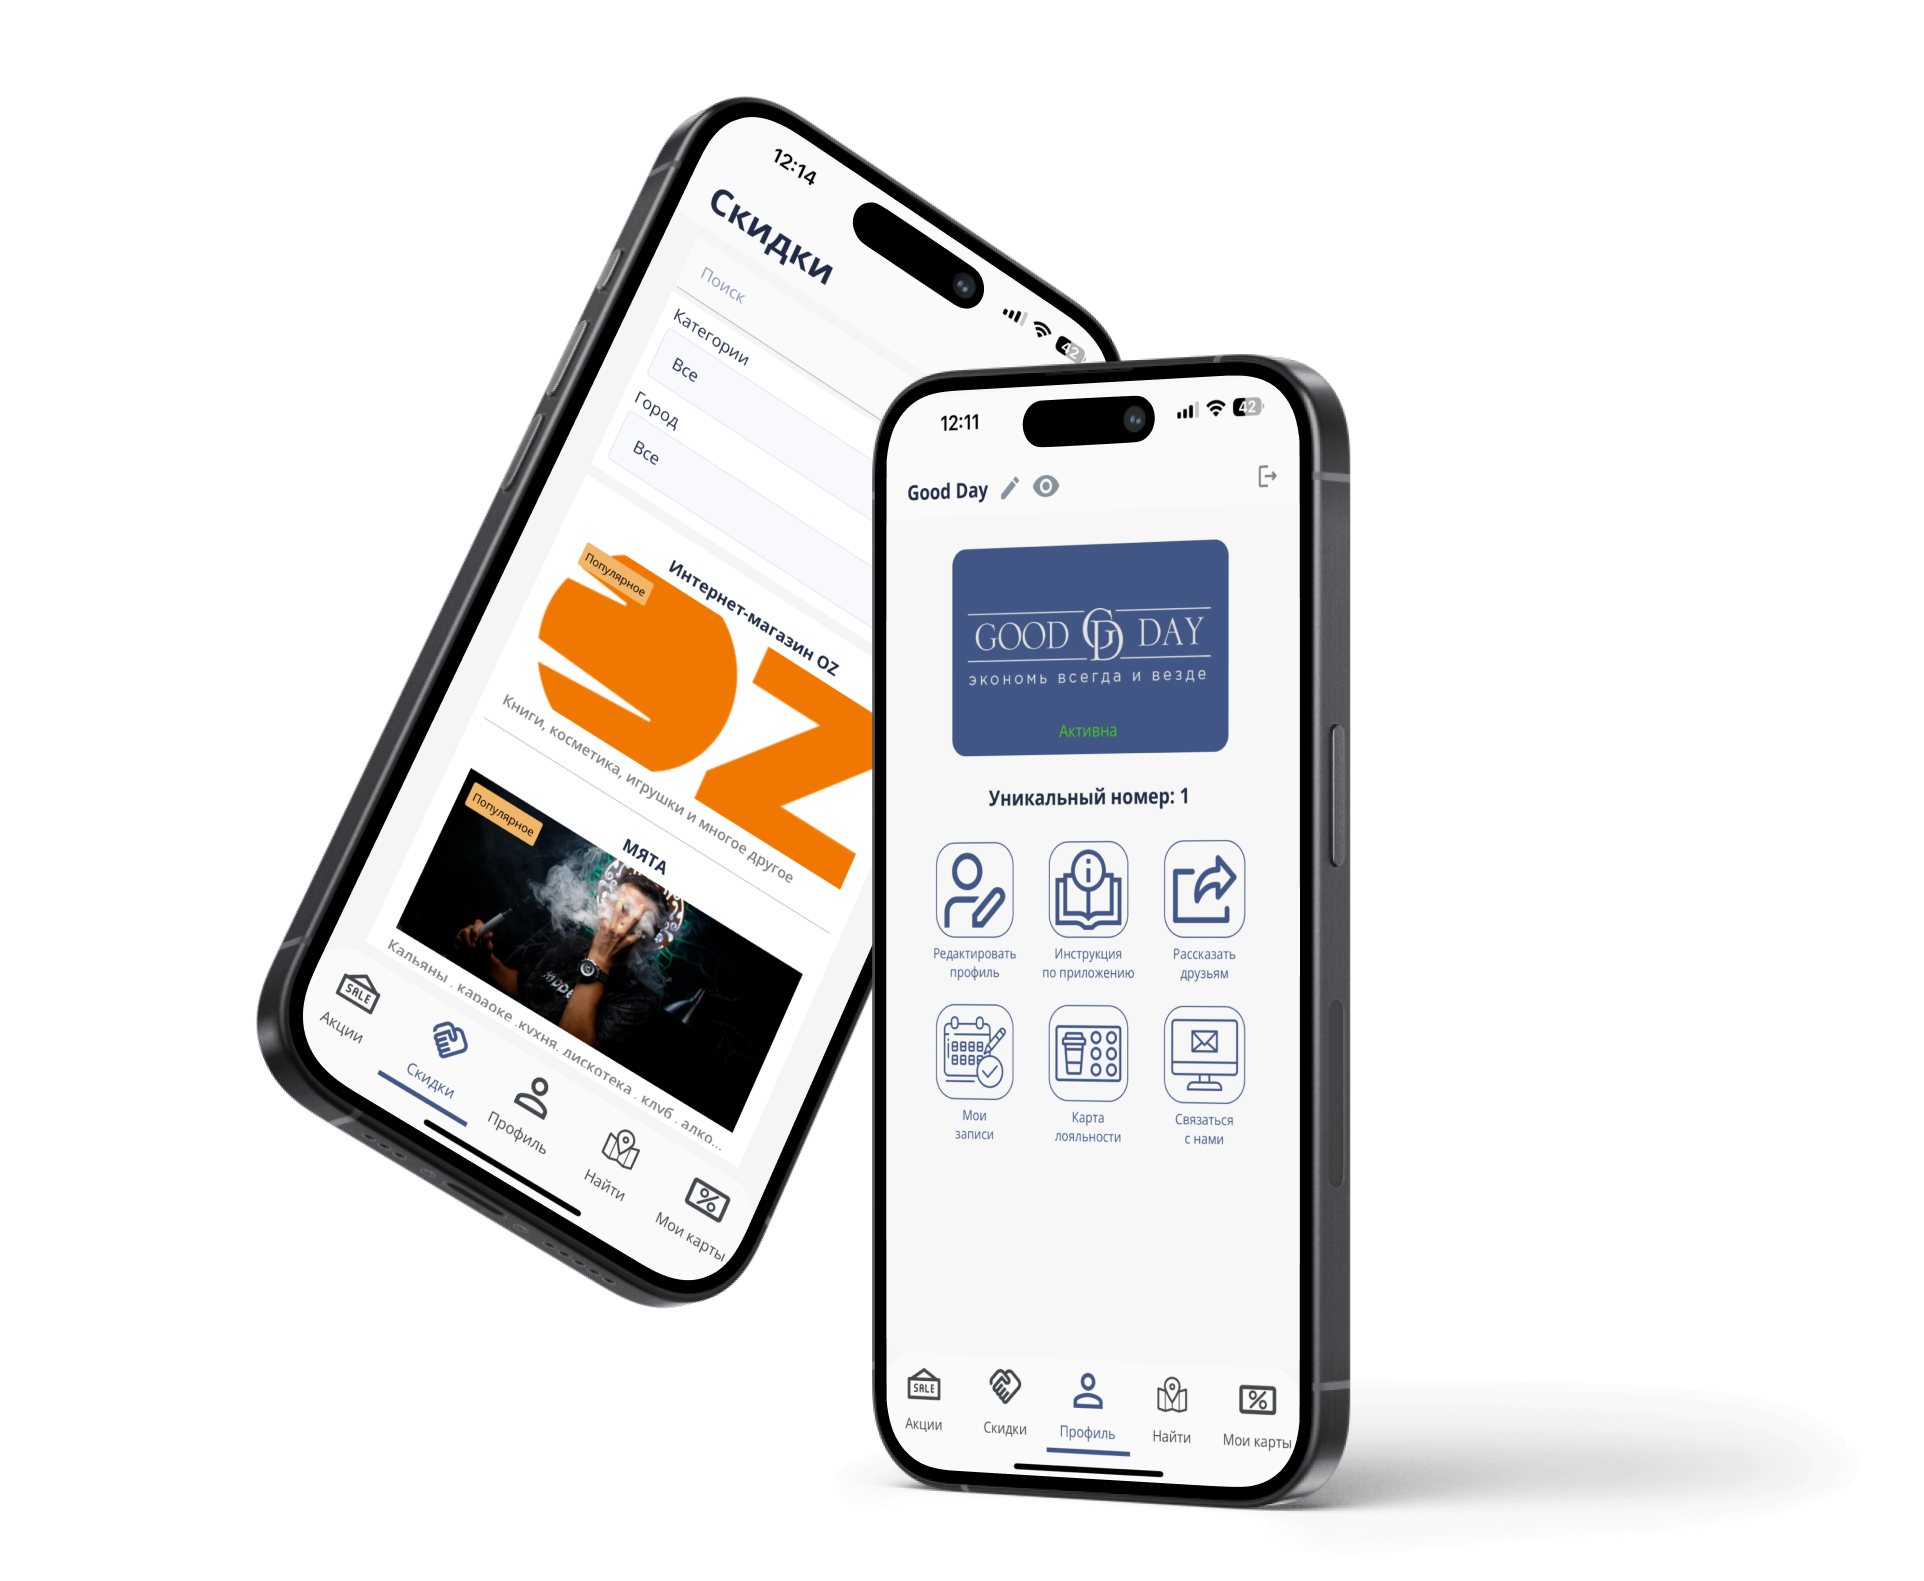 12:14
42
Скидки
Поиск
Категории
Все
Город
Все
Популярное
Интернет-магазин OZ
OZ
Книги, косметика, игрушки и многое другое
Популярное
МЯТА
Кальяны , караоке ,кухня, дискотека , клуб , алко...
SALE
Акции
Скидки
Профиль
Найти
%
Мои карты
12:11
42
Good Day
GOOD GD DAY
экономь всегда и везде
Активна
Уникальный номер: 1
Редактировать
профиль
Инструкция
по приложению
Рассказать
друзьям
Мои
записи
Карта
лояльности
Связаться
с нами
SALE
Акции
Скидки
Профиль
Найти
%
Мои карты